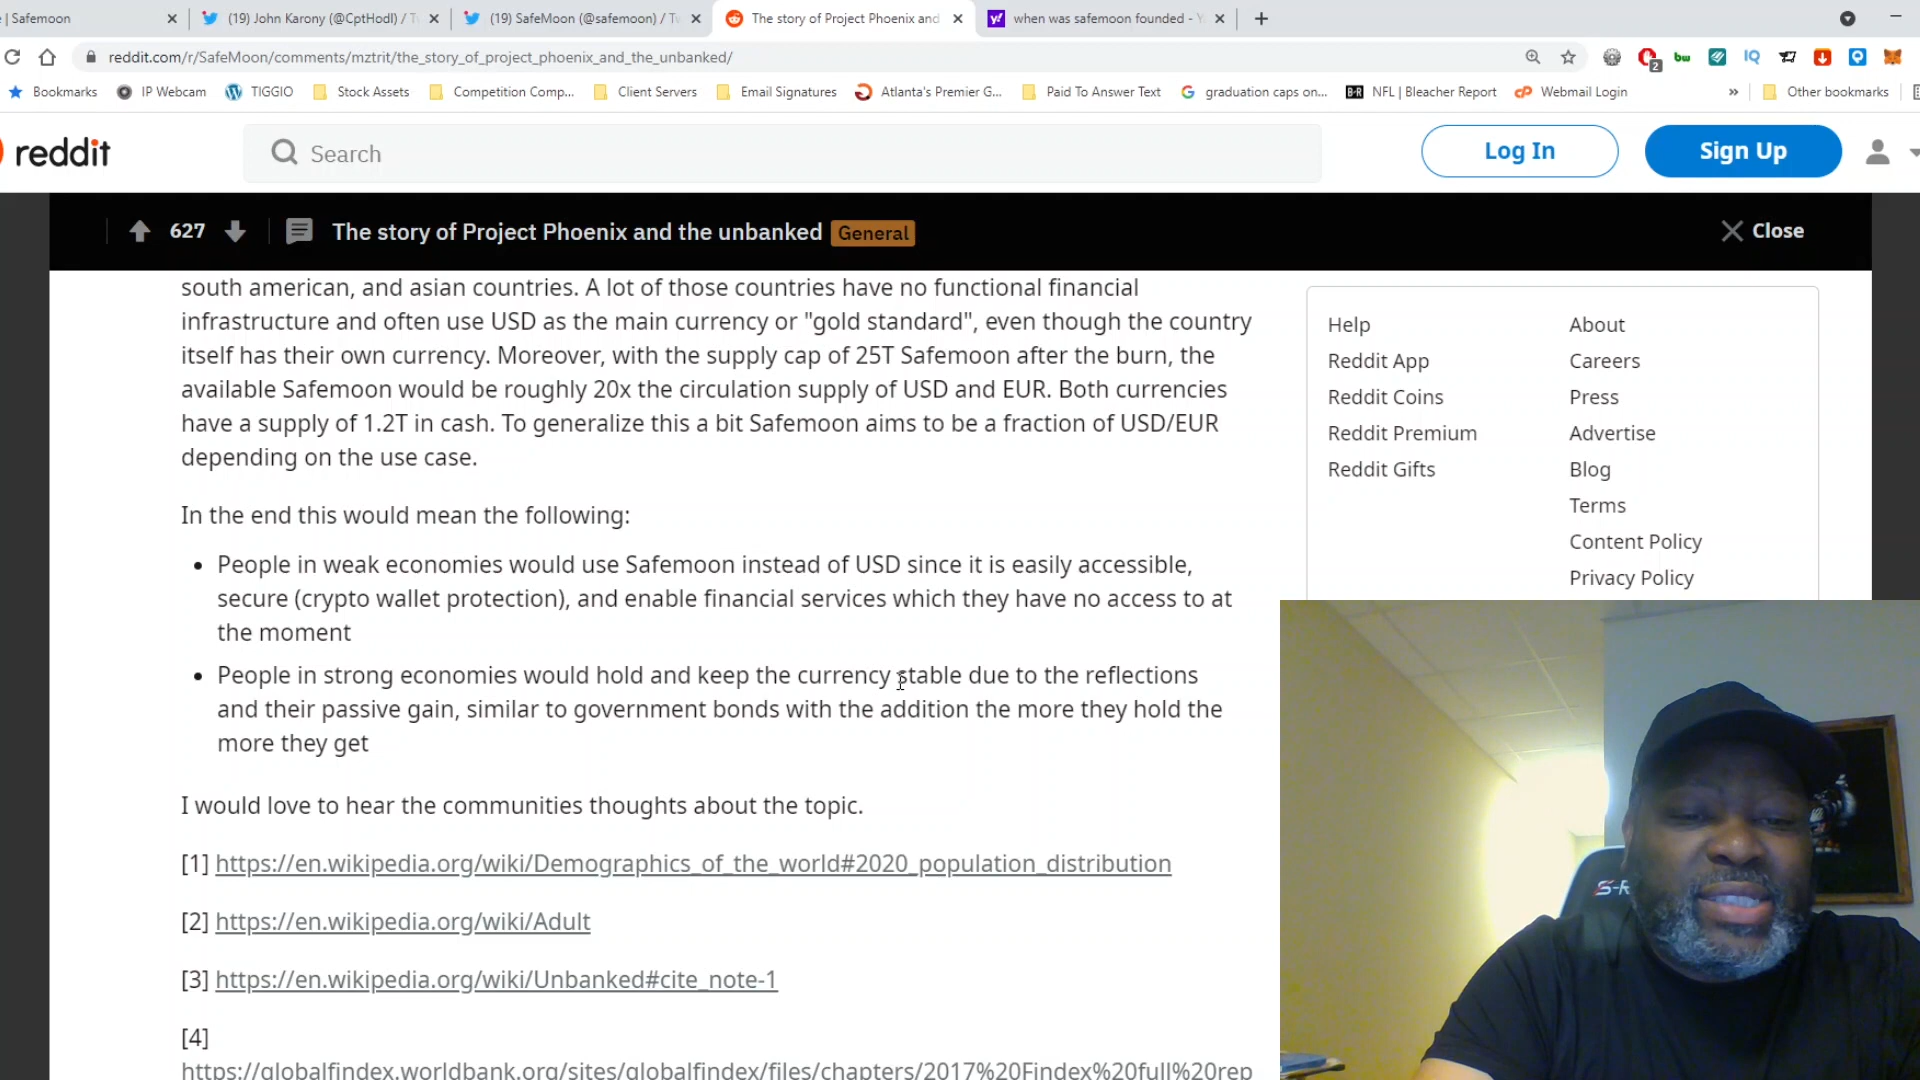 | Safemoon
(19) John Karony (@CptHodl) / Tw
(19) SafeMoon (@safemoon) / Tw
The story of Project Phoenix and
when was safemoon founded - Y
reddit.com/r/SafeMoon/comments/mztrit/the_story_of_project_phoenix_and_the_unbanked/
2
bw
IQ
Bookmarks
IP Webcam
TIGGIO
Stock Assets
Competition Comp...
Client Servers
Email Signatures
Atlanta's Premier G...
Paid To Answer Text
graduation caps on...
B·R
NFL | Bleacher Report
cP
Webmail Login
»
Other bookmarks
reddit
Search
Log In
Sign Up
627
The story of Project Phoenix and the unbanked
General
Close
south american, and asian countries. A lot of those countries have no functional financial
infrastructure and often use USD as the main currency or "gold standard", even though the country
itself has their own currency. Moreover, with the supply cap of 25T Safemoon after the burn, the
available Safemoon would be roughly 20x the circulation supply of USD and EUR. Both currencies
have a supply of 1.2T in cash. To generalize this a bit Safemoon aims to be a fraction of USD/EUR
depending on the use case.
In the end this would mean the following:
• People in weak economies would use Safemoon instead of USD since it is easily accessible,
secure (crypto wallet protection), and enable financial services which they have no access to at
the moment
• People in strong economies would hold and keep the currency stable due to the reflections
and their passive gain, similar to government bonds with the addition the more they hold the
more they get
I would love to hear the communities thoughts about the topic.
[1] https://en.wikipedia.org/wiki/Demographics_of_the_world#2020_population_distribution
[2] https://en.wikipedia.org/wiki/Adult
[3] https://en.wikipedia.org/wiki/Unbanked#cite_note-1
[4]
https://globalfindex.worldbank.org/sites/globalfindex/files/chapters/2017%20Findex%20full%20rep
Help
About
Reddit App
Careers
Reddit Coins
Press
Reddit Premium
Advertise
Reddit Gifts
Blog
Terms
Content Policy
Privacy Policy
S-R